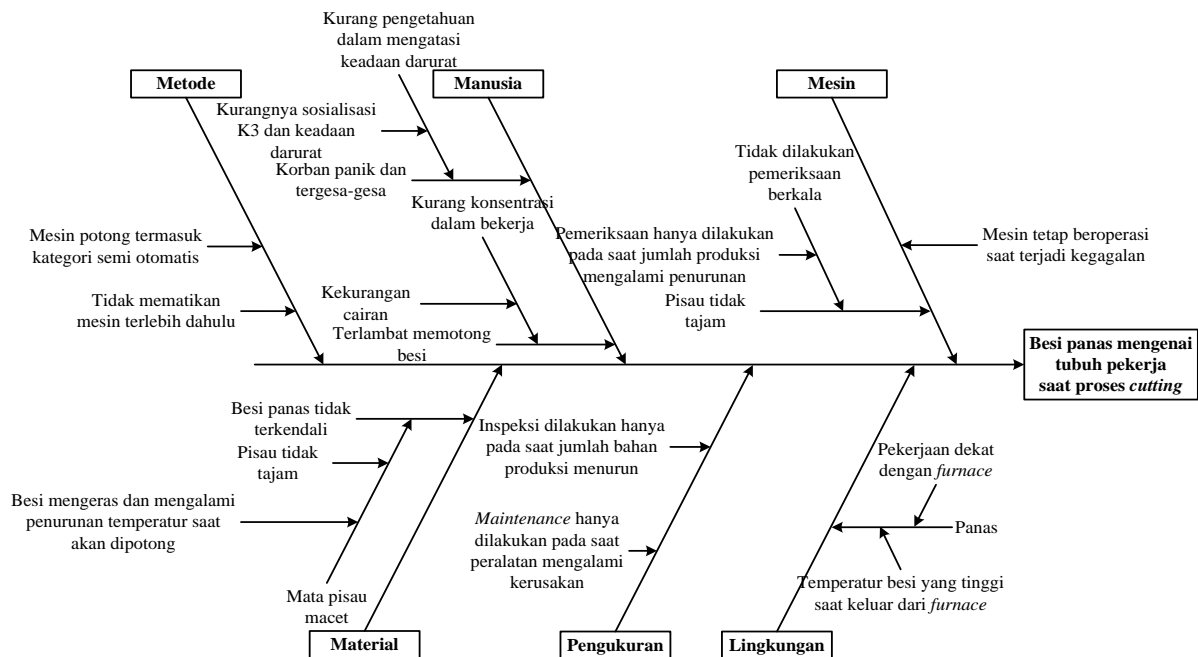 Kurang pengetahuan
dalam mengatasi
keadaan darurat
Metode
Manusia
Mesin
Kurangnya sosialisasi
K3 dan keadaan
darurat
Korban panik dan
tergesa-gesa
Kurang konsentrasi
dalam bekerja
Tidak dilakukan
pemeriksaan
berkala
Mesin potong termasuk
kategori semi otomatis
Pemeriksaan hanya dilakukan
pada saat jumlah produksi
mengalami penurunan
Mesin tetap beroperasi
saat terjadi kegagalan
Tidak mematikan
mesin terlebih dahulu
Kekurangan
cairan
Pisau tidak
tajam
Terlambat memotong
besi
Besi panas mengenai
tubuh pekerja
saat proses cutting
Besi panas tidak
terkendali
Pisau tidak
tajam
Besi mengeras dan mengalami
penurunan temperatur saat
akan dipotong
Mata pisau
macet
Inspeksi dilakukan hanya
pada saat jumlah bahan
produksi menurun
Maintenance hanya
dilakukan pada saat
peralatan mengalami
kerusakan
Pekerjaan dekat
dengan furnace
Panas
Temperatur besi yang tinggi
saat keluar dari furnace
Material
Pengukuran
Lingkungan